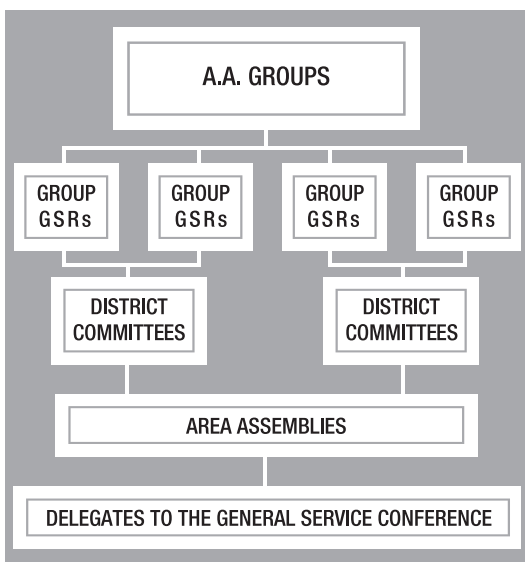 A.A. GROUPS
GROUP
GSRs
GROUP
GSRs
GROUP
GSRs
GROUP
GSRs
DISTRICT
COMMITTEES
DISTRICT
COMMITTEES
AREA ASSEMBLIES
DELEGATES TO THE GENERAL SERVICE CONFERENCE